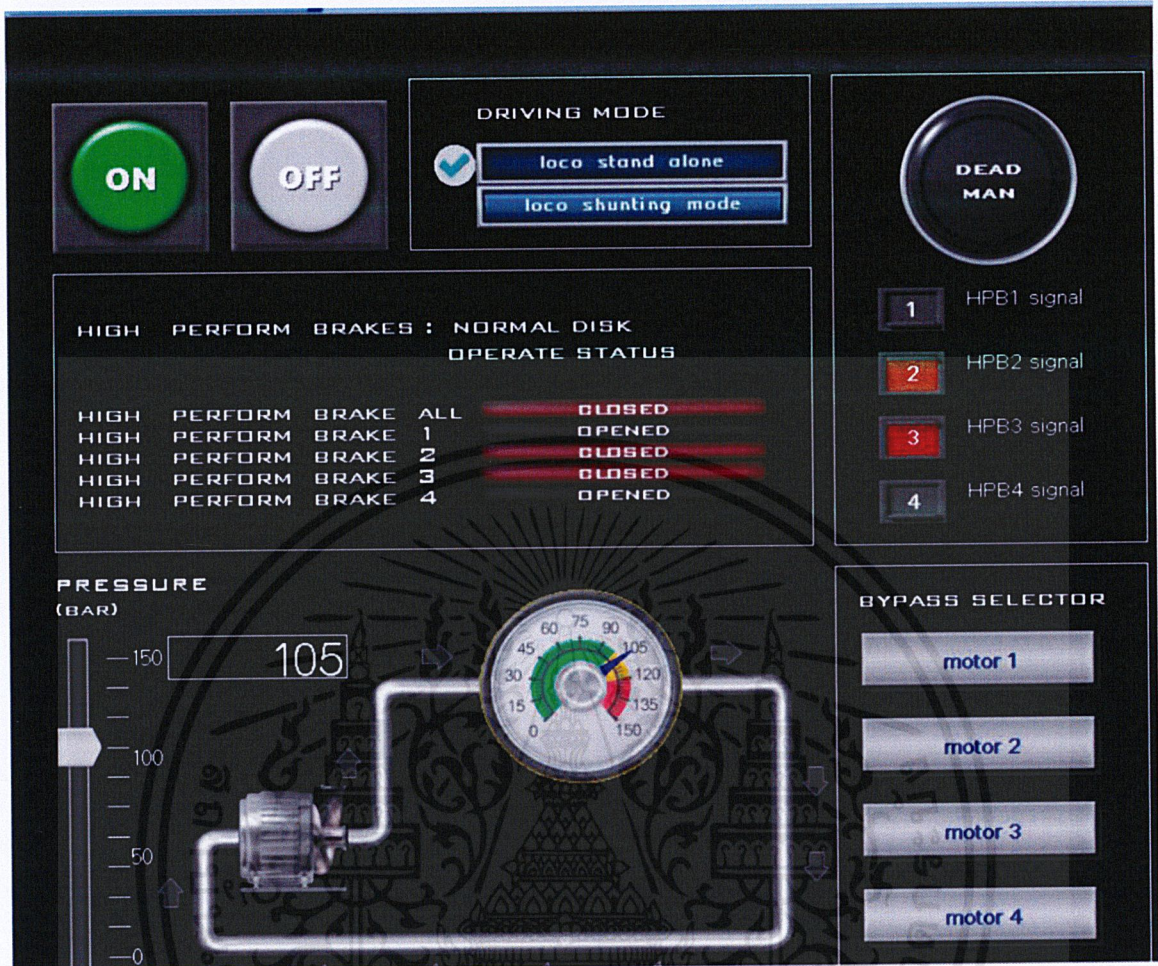 ON
OFF
DRIVING MODE
loco stand alone
loco shunting mode
DEAD
MAN
1 HPB1 signal
2 HPB2 signal
3 HPB3 signal
4 HPB4 signal
HIGH PERFORM BRAKES : NORMAL DISK
OPERATE STATUS
HIGH PERFORM BRAKE ALL CLOSED
HIGH PERFORM BRAKE 1 OPENED
HIGH PERFORM BRAKE 2 CLOSED
HIGH PERFORM BRAKE 3 CLOSED
HIGH PERFORM BRAKE 4 OPENED
PRESSURE
(BAR)
150
100
50
0
105
0
15
30
45
60
75
90
105
120
135
150
BYPASS SELECTOR
motor 1
motor 2
motor 3
motor 4